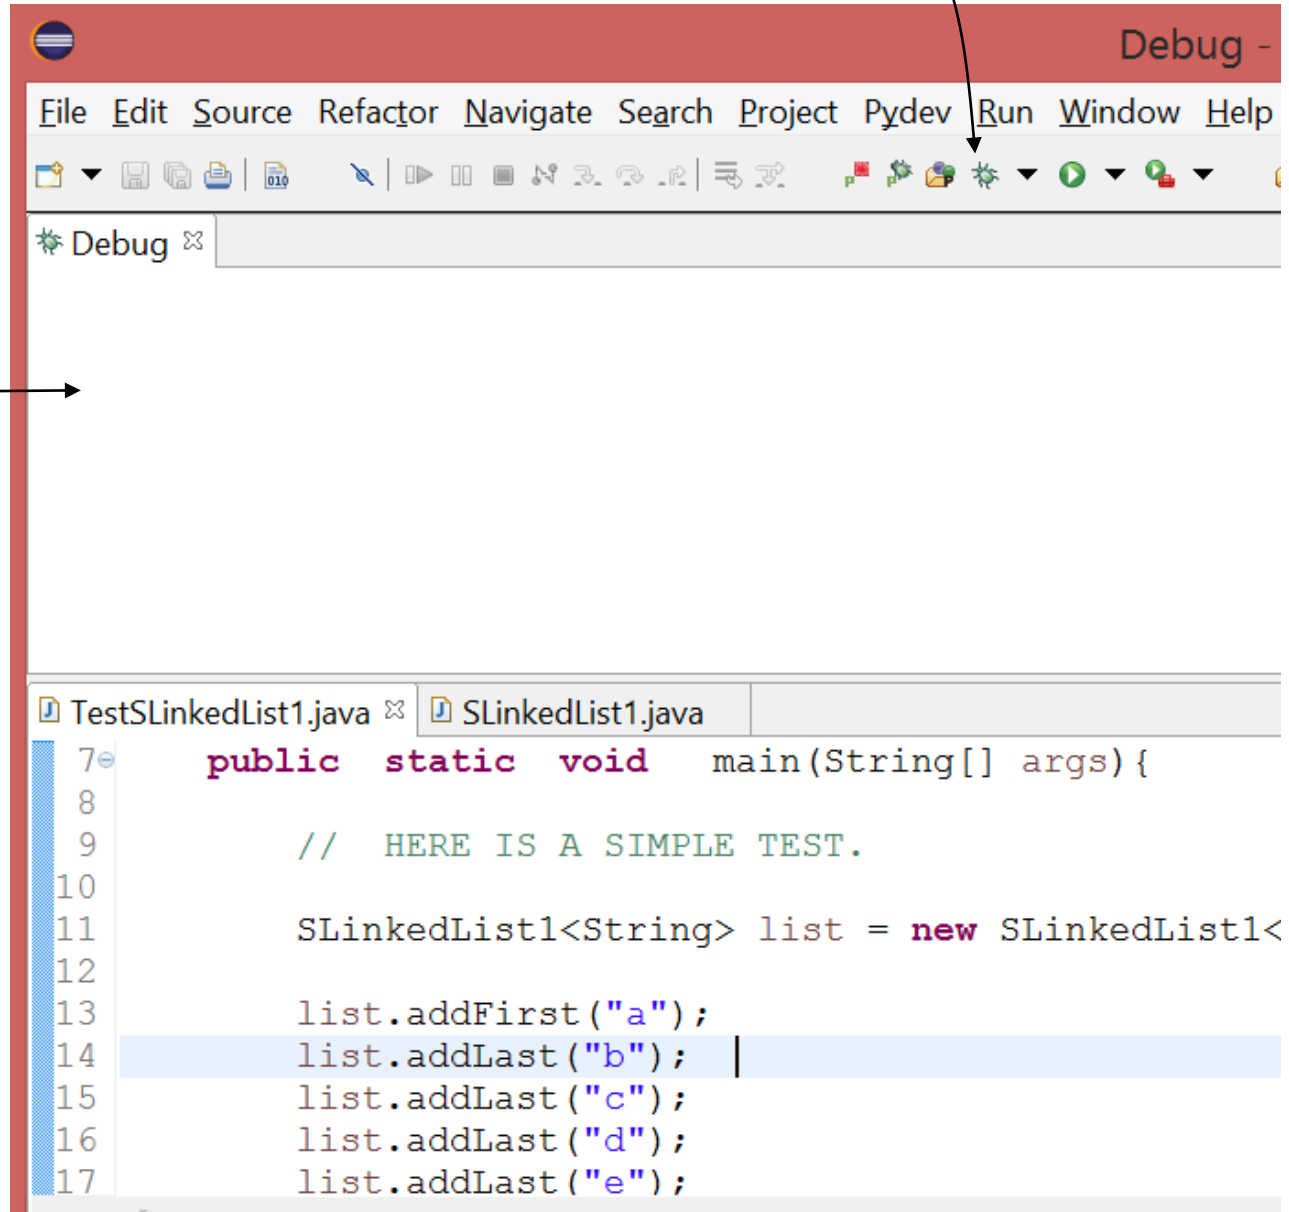 Debug -
File Edit Source Refactor Navigate Search Project Pydev Run Window Help
010 P P P
Debug
TestSLinkedList1.java SLinkedList1.java
7 public static void main(String[] args){
8
9 // HERE IS A SIMPLE TEST.
10
11 SLinkedList1<String> list = new SLinkedList1<
12
13 list.addFirst("a");
14 list.addLast("b");
15 list.addLast("c");
16 list.addLast("d");
17 list.addLast("e");